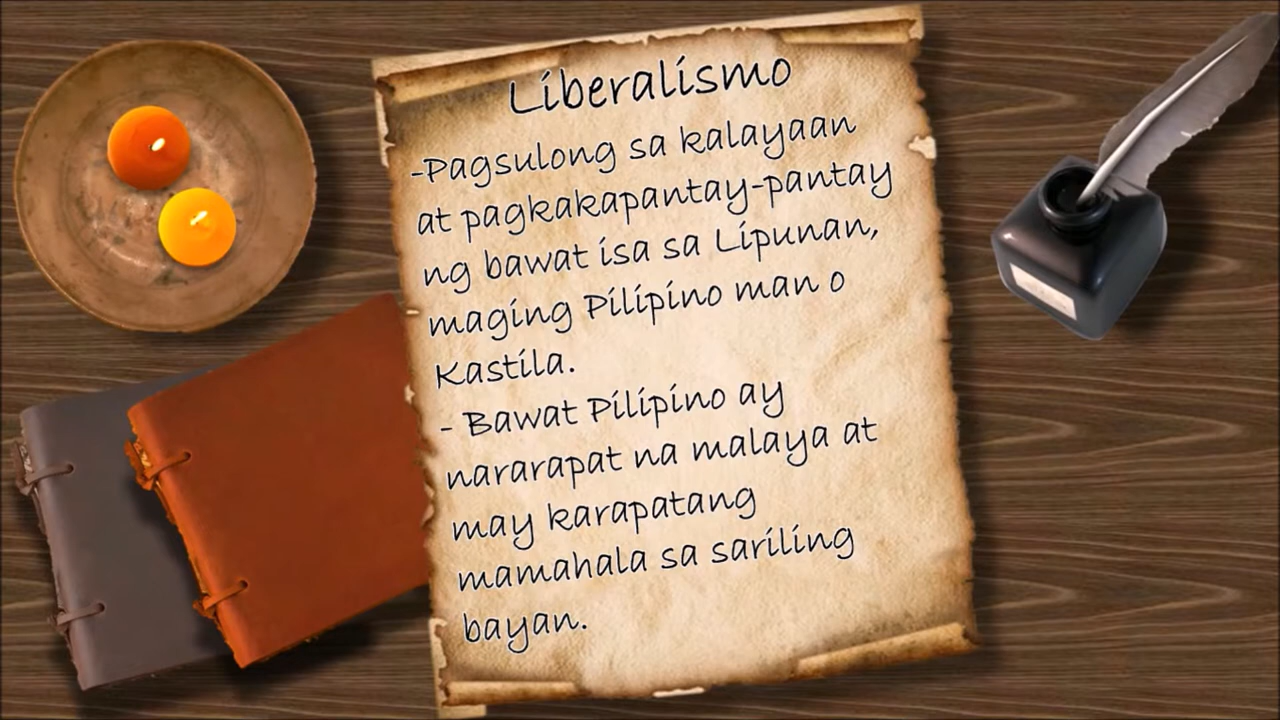 Liberalismo
-Pagsulong sa kalayaan
at pagkakapantay-pantay
ng bawat isa sa Lipunan,
maging Pilipino man o
Kastila.
- Bawat Pilipino ay
nararapat na malaya at
may karapatang
mamahala sa sariling
bayan.